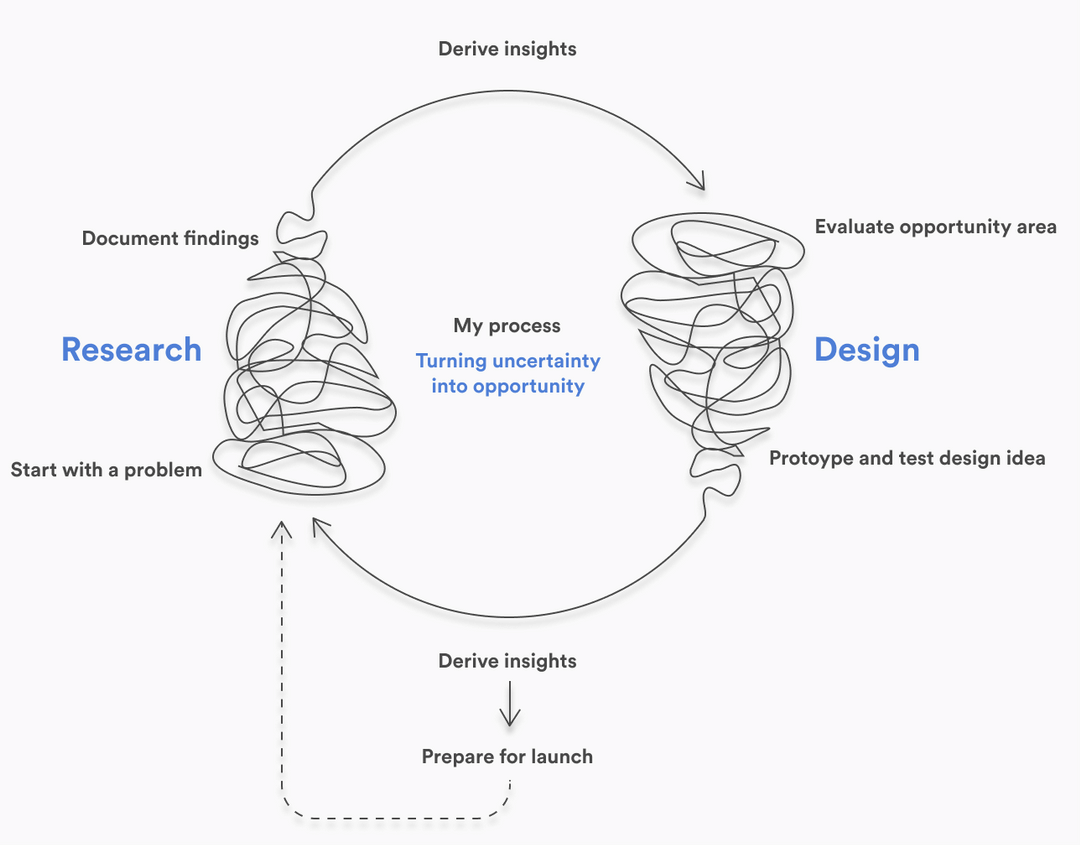 Derive insights
Document findings
Evaluate opportunity area
My process
Research
Turning uncertainty
into opportunity
Design
Start with a problem
Protoype and test design idea
Derive insights
Prepare for launch